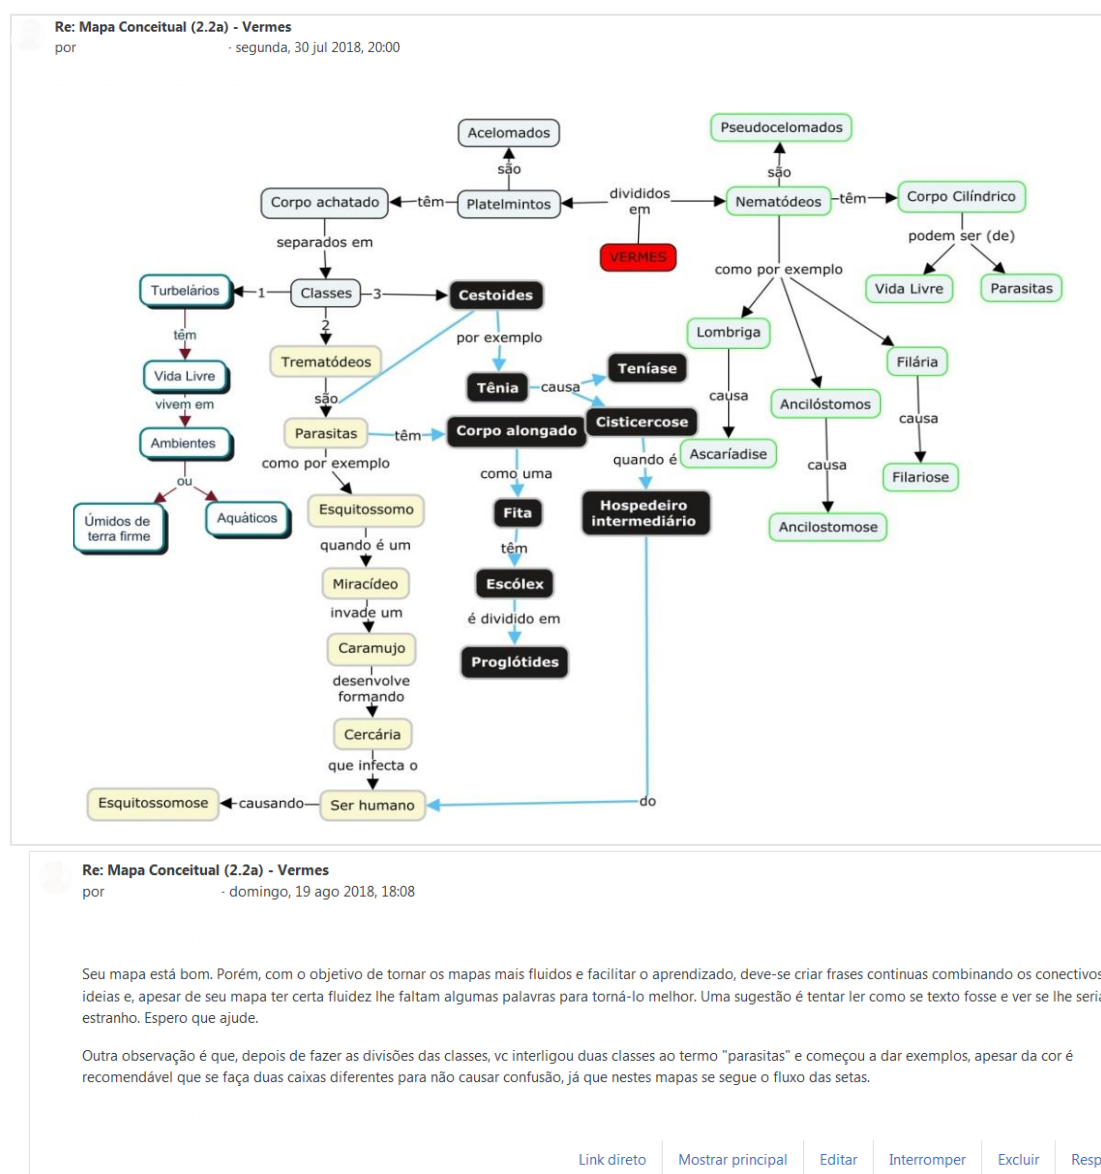 Re: Mapa Conceitual (2.2a) - Vermes
por - segunda, 30 jul 2018, 20:00
Acelomados
Pseudocelomados
são
são
Corpo achatado
têm
Platelmintos
divididos
em
Nematódeos
têm
Corpo Cilíndrico
separados em
VERMES
podem ser (de)
como por exemplo
Turbelários
1
Classes
3
Cestoides
Vida Livre
Parasitas
2
têm
por exemplo
Lombriga
Trematódeos
Filária
Vida Livre
Tênia
causa
Teníase
são
causa
vivem em
Ancilóstomos
causa
Ambientes
Parasitas
têm
Corpo alongado
Cisticercose
Ascaríadise
como por exemplo
como uma
quando é
causa
Filariose
ou
Úmidos de
terra firme
Aquáticos
Esquitossomo
Fita
Hospedeiro
intermediário
Ancilostomose
quando é um
têm
Miracídeo
Escólex
invade um
é dividido em
Caramujo
Proglótides
desenvolve
formando
Cercária
que infecta o
Esquitossomose
causando
Ser humano
do
Re: Mapa Conceitual (2.2a) - Vermes
por - domingo, 19 ago 2018, 18:08
Seu mapa está bom. Porém, com o objetivo de tornar os mapas mais fluidos e facilitar o aprendizado, deve-se criar frases continuas combinando os conectivos
ideias e, apesar de seu mapa ter certa fluidez lhe faltam algumas palavras para torná-lo melhor. Uma sugestão é tentar ler como se texto fosse e ver se lhe seria
estranho. Espero que ajude.
Outra observação é que, depois de fazer as divisões das classes, vc interligou duas classes ao termo "parasitas" e começou a dar exemplos, apesar da cor é
recomendável que se faça duas caixas diferentes para não causar confusão, já que nestes mapas se segue o fluxo das setas.
Link direto Mostrar principal Editar Interromper Excluir Resp